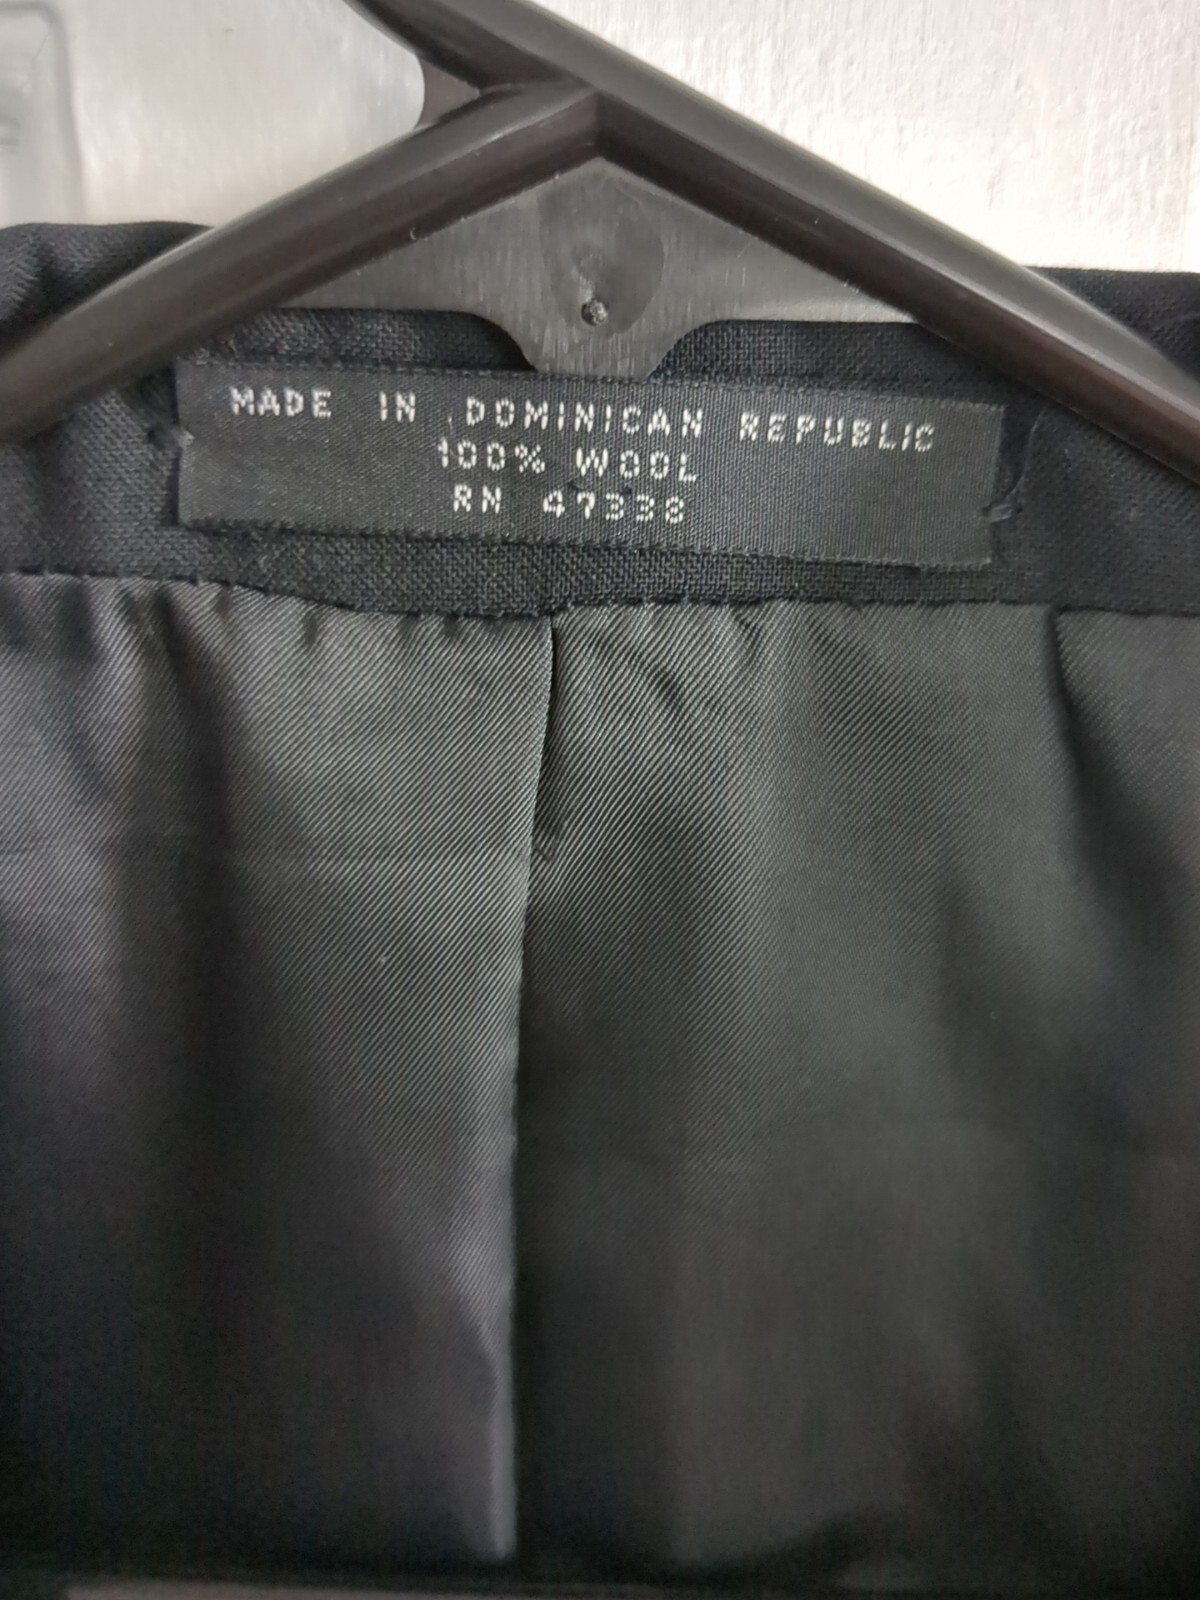 MADE IN DOMINICAN REPUBLIC
100% WOOL
RN 47338